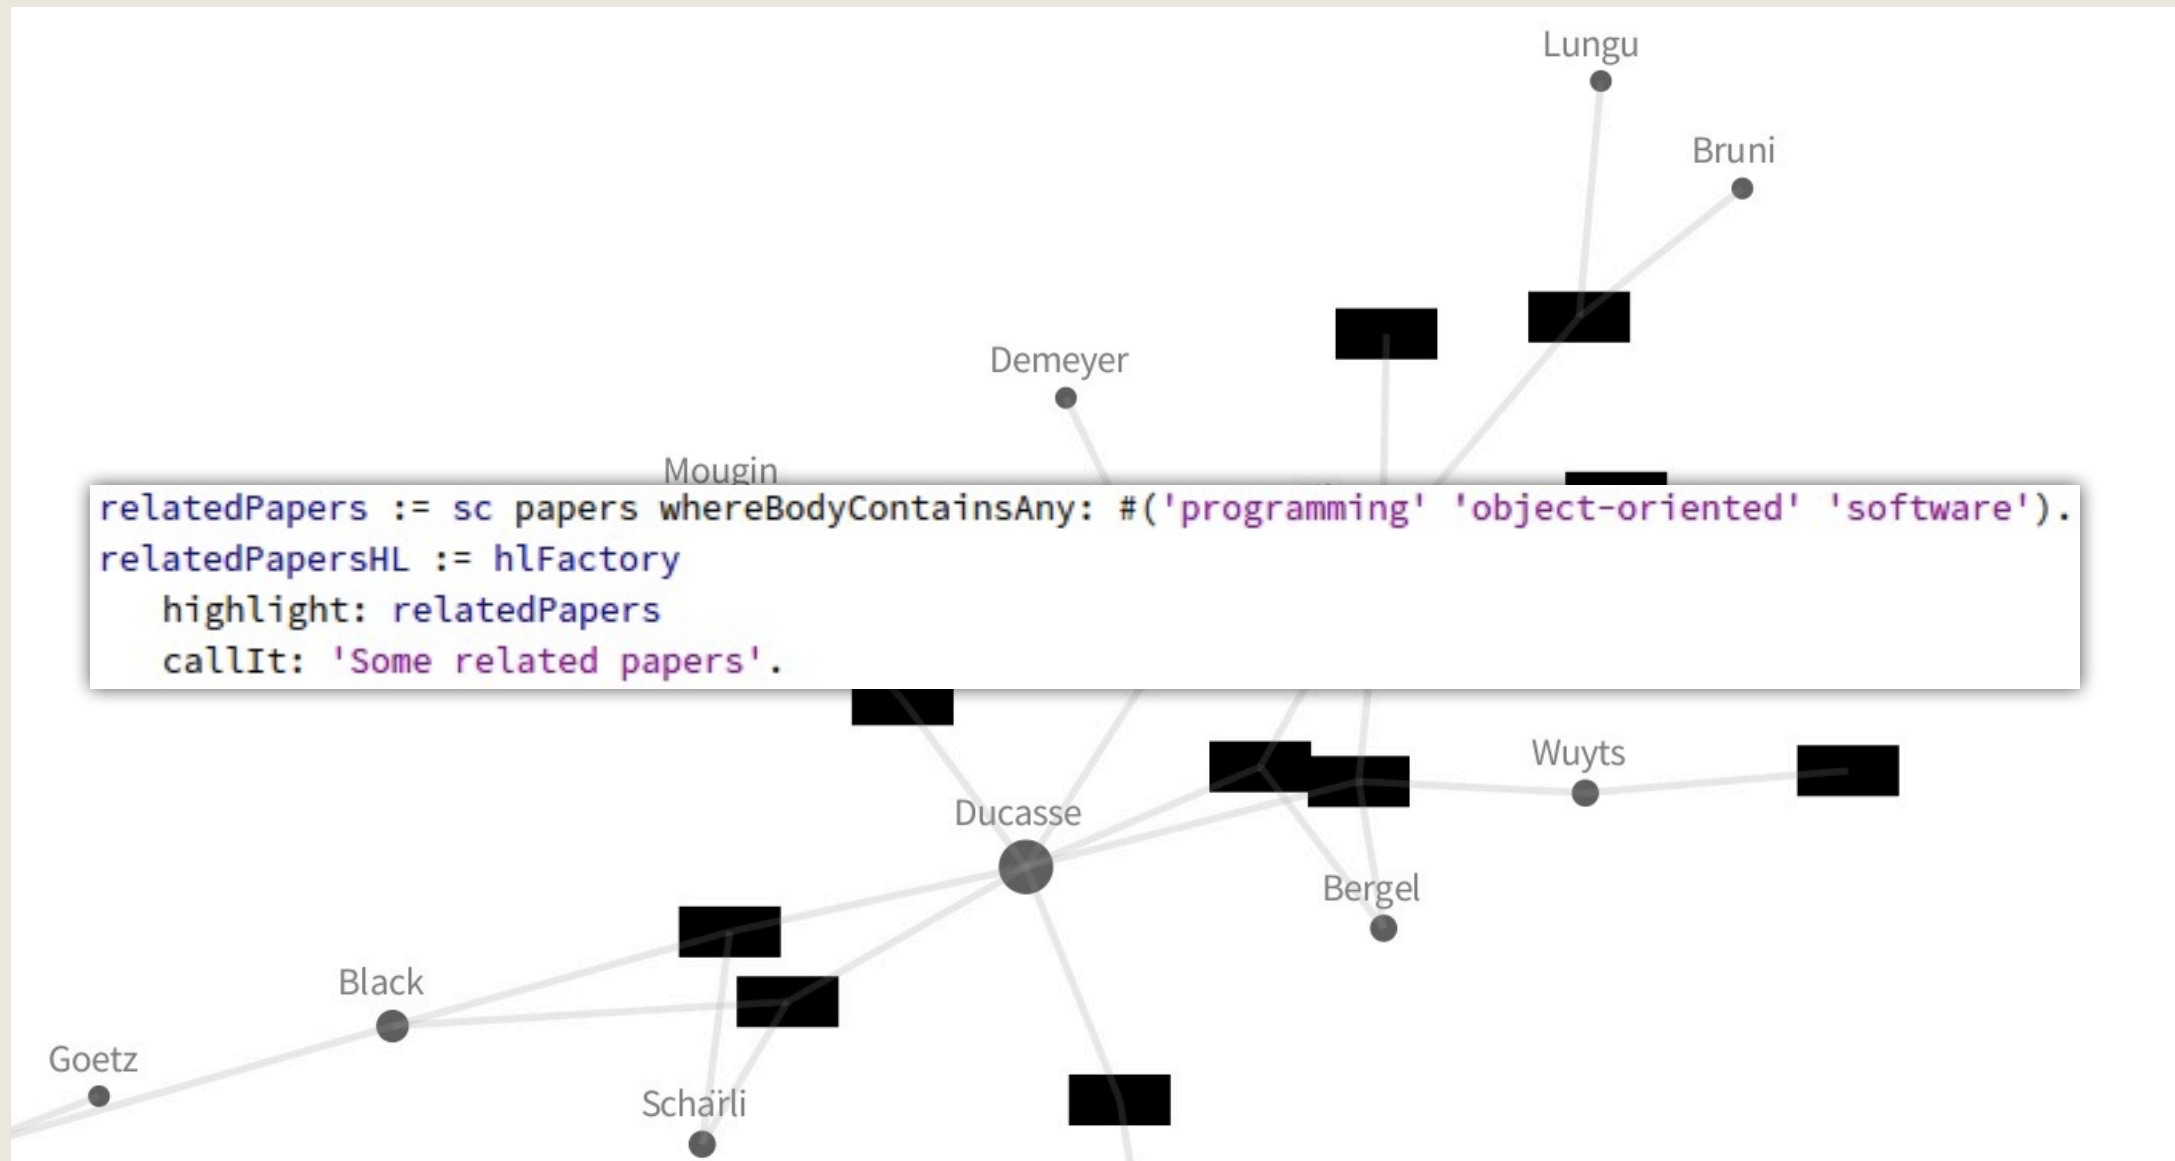 Lungu
Bruni
Demeyer
Mougin
relatedPapers := sc papers whereBodyContainsAny: #('programming' 'object-oriented' 'software').
relatedPapersHL := hlFactory
highlight: relatedPapers
callIt: 'Some related papers'.
Wuyts
Ducasse
Bergel
Black
Goetz
Schärli